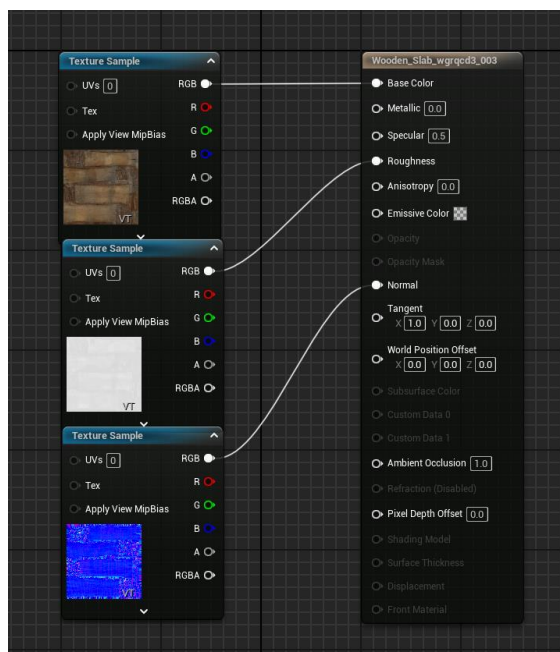 Texture Sample
UVs 0
RGB
Tex
R
Apply View MipBias
G
B
A
RGBA
VT
Texture Sample
UVs 0
RGB
Tex
R
Apply View MipBias
G
B
A
RGBA
VT
Texture Sample
UVs 0
RGB
Tex
R
Apply View MipBias
G
B
A
RGBA
VT
Wooden_Slab_wgrqcd3_003
Base Color
Metallic 0.0
Specular 0.5
Roughness
Anisotropy 0.0
Emissive Color
Opacity
Opacity Mask
Normal
Tangent
X 1.0 Y 0.0 Z 0.0
World Position Offset
X 0.0 Y 0.0 Z 0.0
Subsurface Color
Custom Data 0
Custom Data 1
Ambient Occlusion 1.0
Refraction (Disabled)
Pixel Depth Offset 0.0
Shading Model
Surface Thickness
Displacement
Front Material